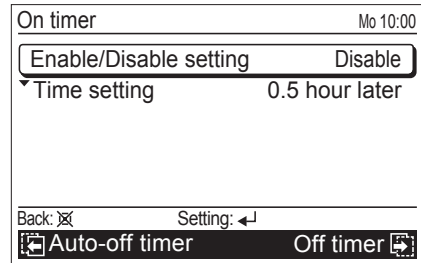 On timer Mo 10:00
Enable/Disable setting Disable
Time setting 0.5 hour later
Back: Setting:
Auto-off timer Off timer